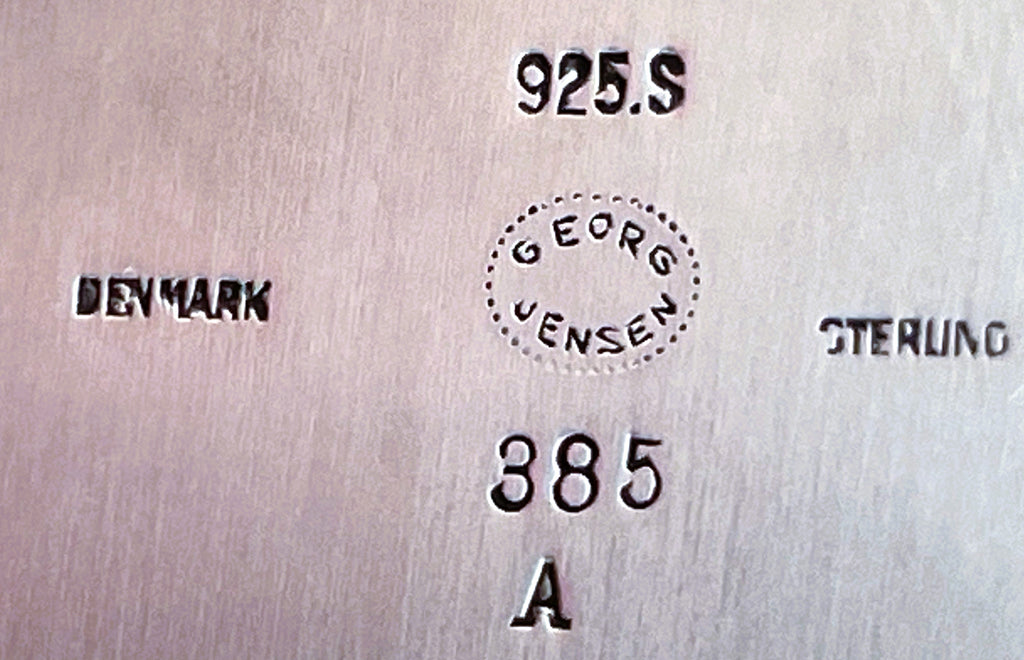 925.S
GEORG
JENSEN
DENMARK
STERLING
385
A